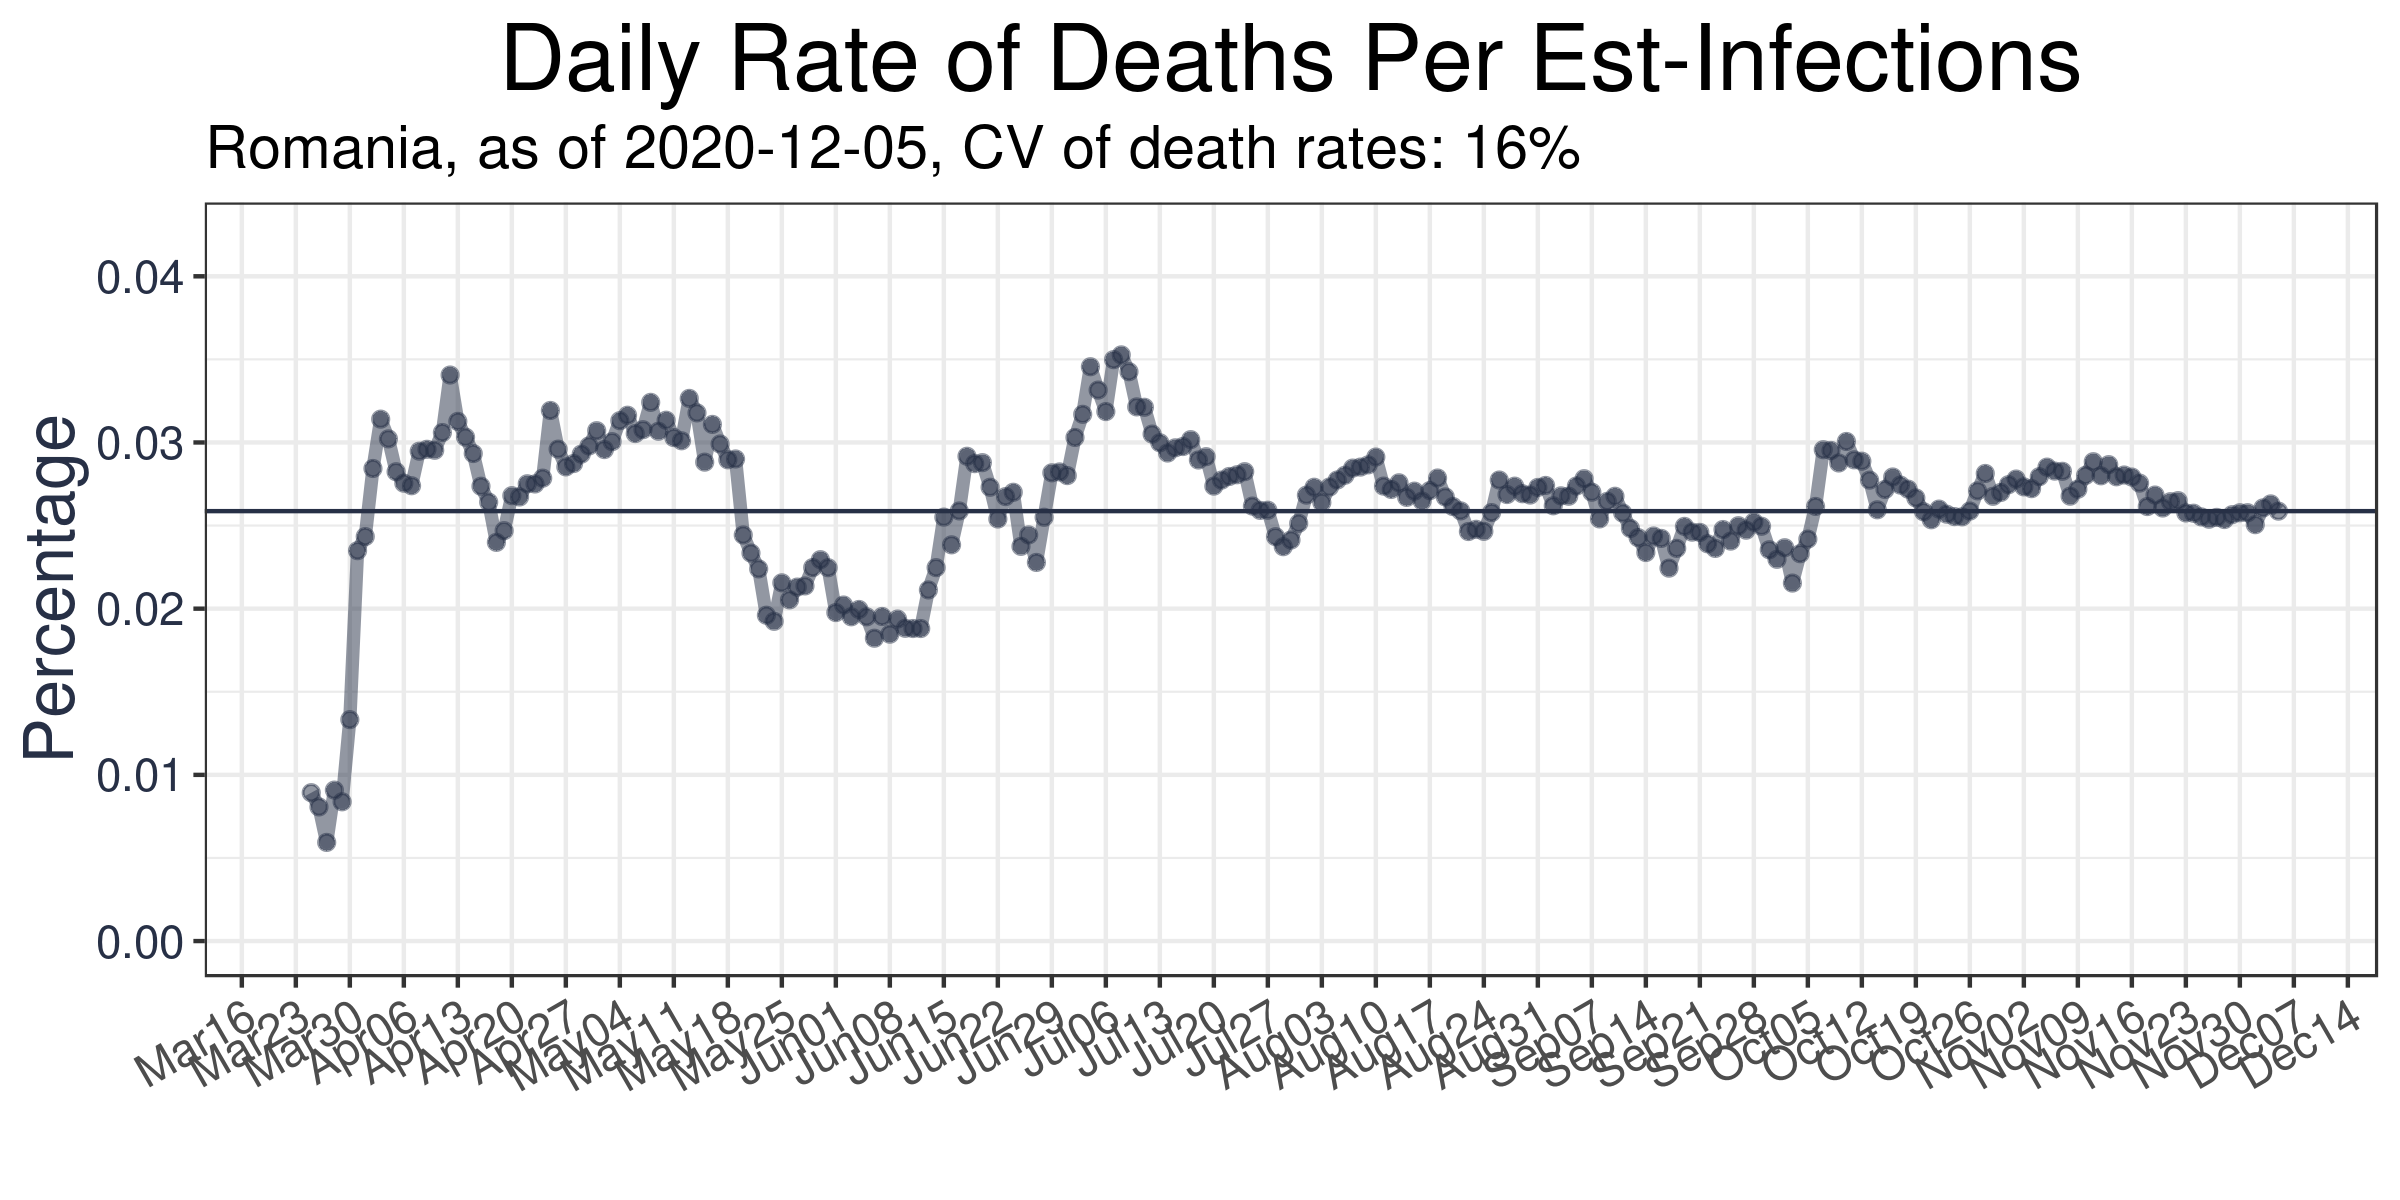 Daily Rate of Deaths Per Est-Infections
Romania, as of 2020-12-05, CV of death rates: 16%
Percentage
0.04
0.03
0.02
0.01
0.00
Mar16
Mar23
Mar30
Apr06
Apr13
Apr20
Apr27
May04
May11
May18
May25
Jun01
Jun08
Jun15
Jun22
Jun29
Jul06
Jul13
Jul20
Jul27
Aug03
Aug10
Aug17
Aug24
Aug31
Sep07
Sep14
Sep21
Sep28
Oct05
Oct12
Oct19
Oct26
Nov02
Nov09
Nov16
Nov23
Nov30
Dec07
Dec14